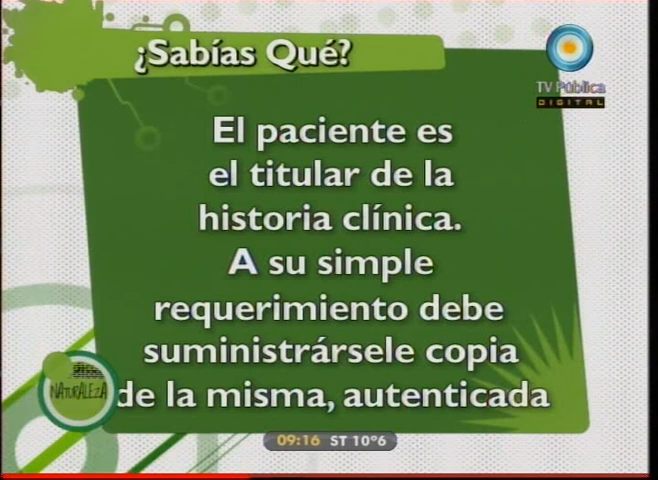 ¿Sabías Qué?
TV Pública
DIGITAL
El paciente es
el titular de la
historia clínica.
A su simple
requerimiento debe
suministrársele copia
de la misma, autenticada
NATURALEZA
09:16 ST 10°6